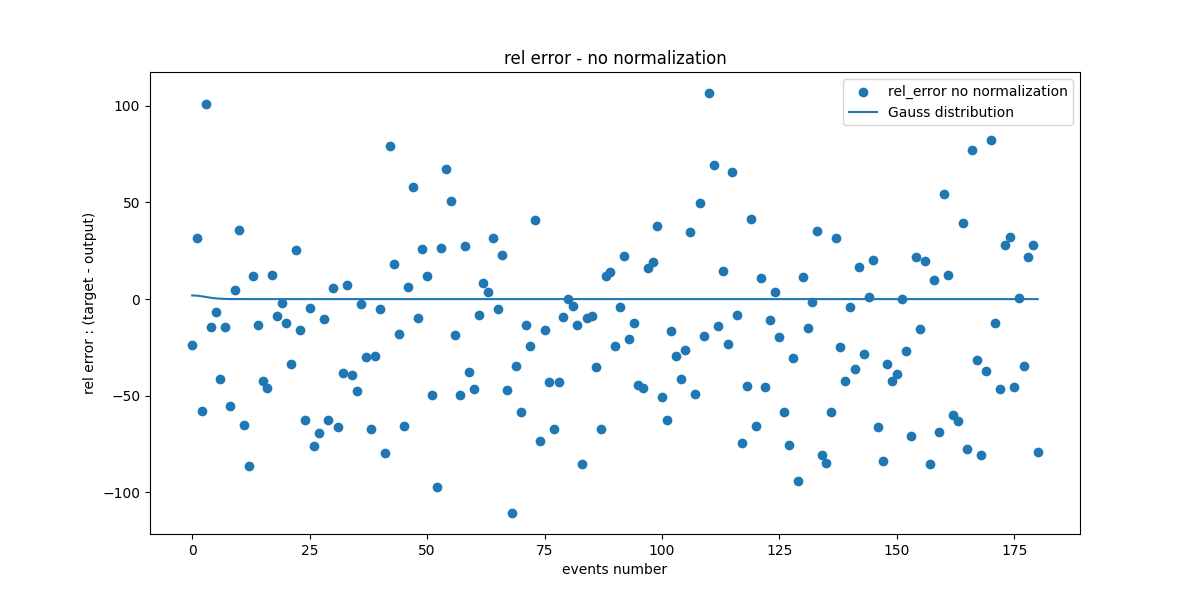 rel error - no normalization
rel_error no normalization
Gauss distribution
rel error : (target - output)
100
50
0
−50
−100
0 25 50 75 100 125 150 175
events number